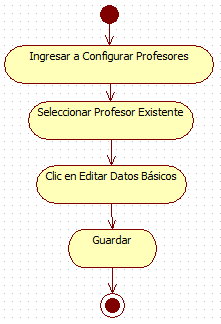 Ingresar a Configurar Profesores
Seleccionar Profesor Existente
Clic en Editar Datos Básicos
Guardar